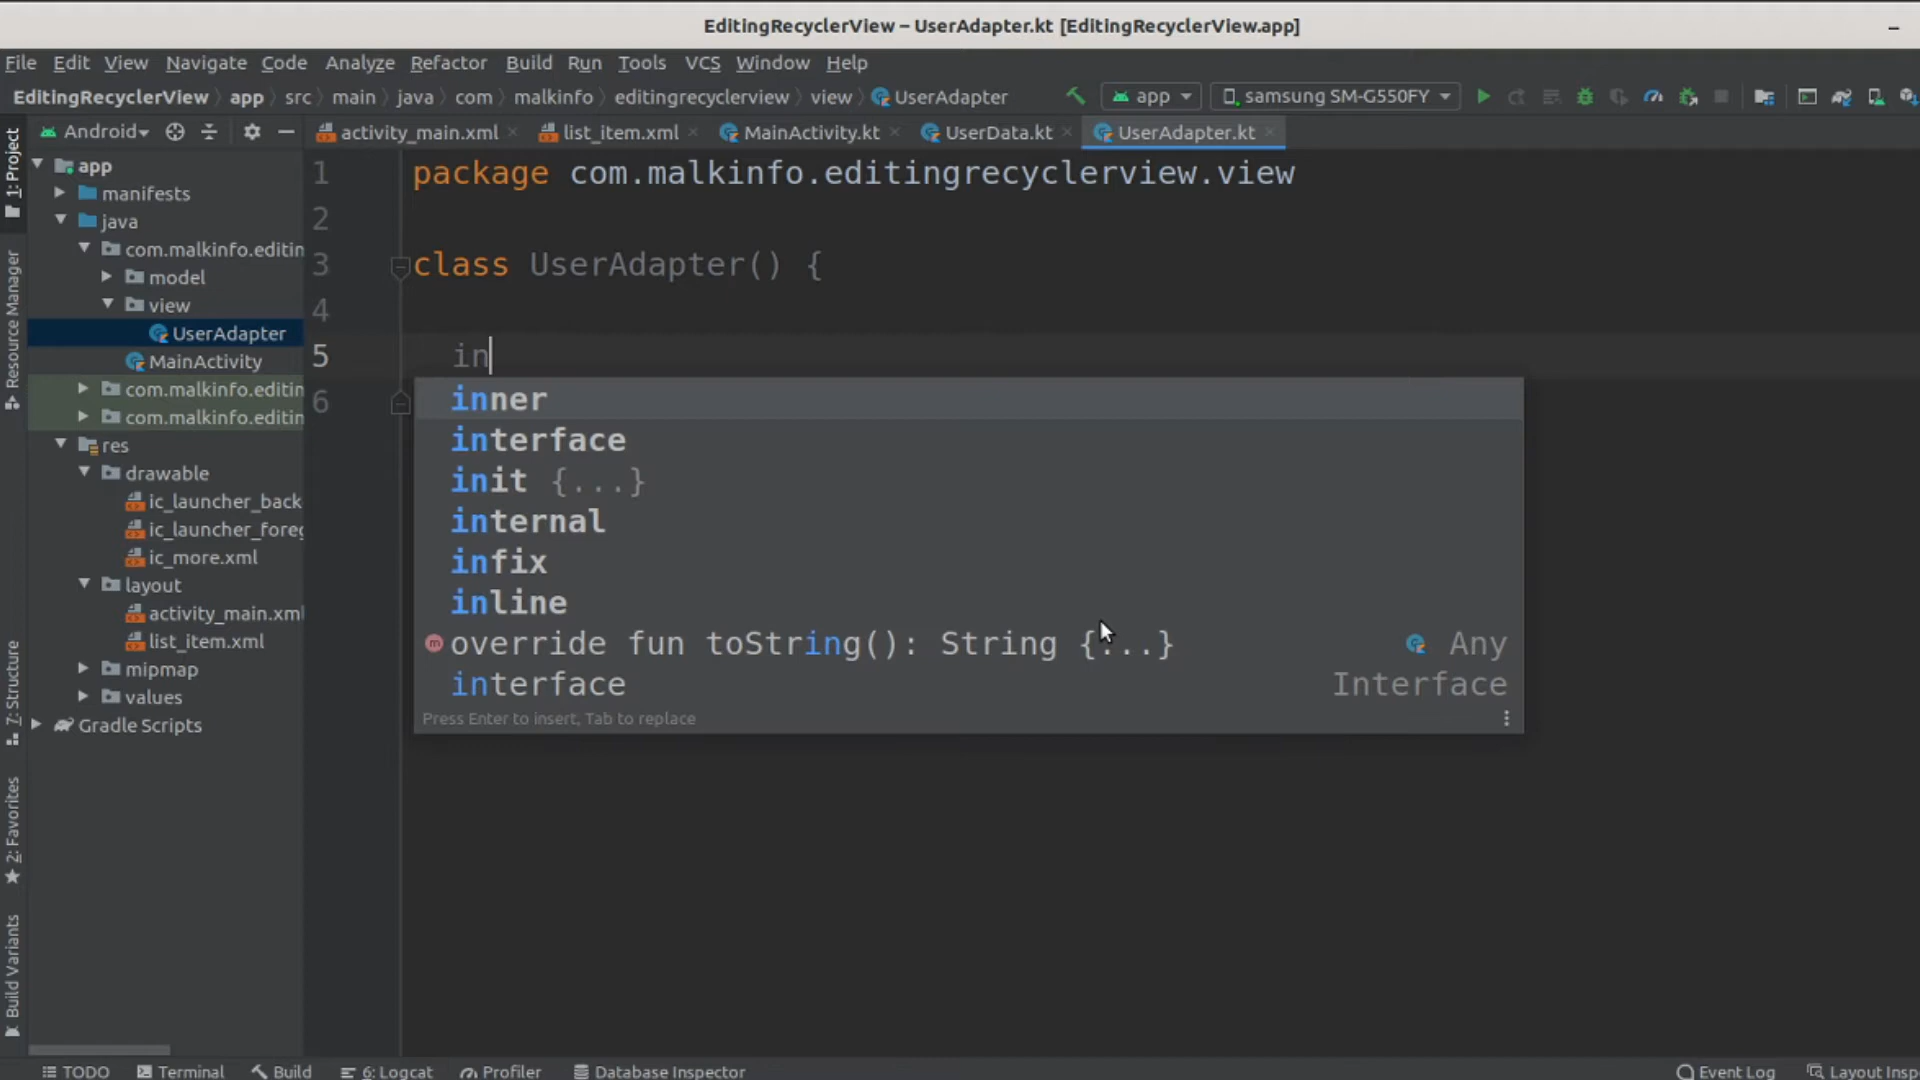 EditingRecyclerView – UserAdapter.kt [EditingRecyclerView.app]
File Edit View Navigate Code Analyze Refactor Build Run Tools VCS Window Help
EditingRecyclerView app src main java com malkinfo editingrecyclerview view UserAdapter app samsung SM-G550FY
Android activity_main.xml list_item.xml MainActivity.kt UserData.kt UserAdapter.kt
1: Project
Resource Manager
7: Structure
2: Favorites
Build Variants
app
manifests
java
com.malkinfo.editin
model
view
UserAdapter
MainActivity
com.malkinfo.editin
com.malkinfo.editin
res
drawable
ic_launcher_back
ic_launcher_foreg
ic_more.xml
layout
activity_main.xml
list_item.xml
mipmap
values
Gradle Scripts
1 package com.malkinfo.editingrecyclerview.view
2
3 class UserAdapter() {
4
5 in
6
inner
interface
init {...}
internal
infix
inline
override fun toString(): String {...} Any
interface Interface
Press Enter to insert, Tab to replace
TODO Terminal Build 6: Logcat Profiler Database Inspector Event Log Layout Insp